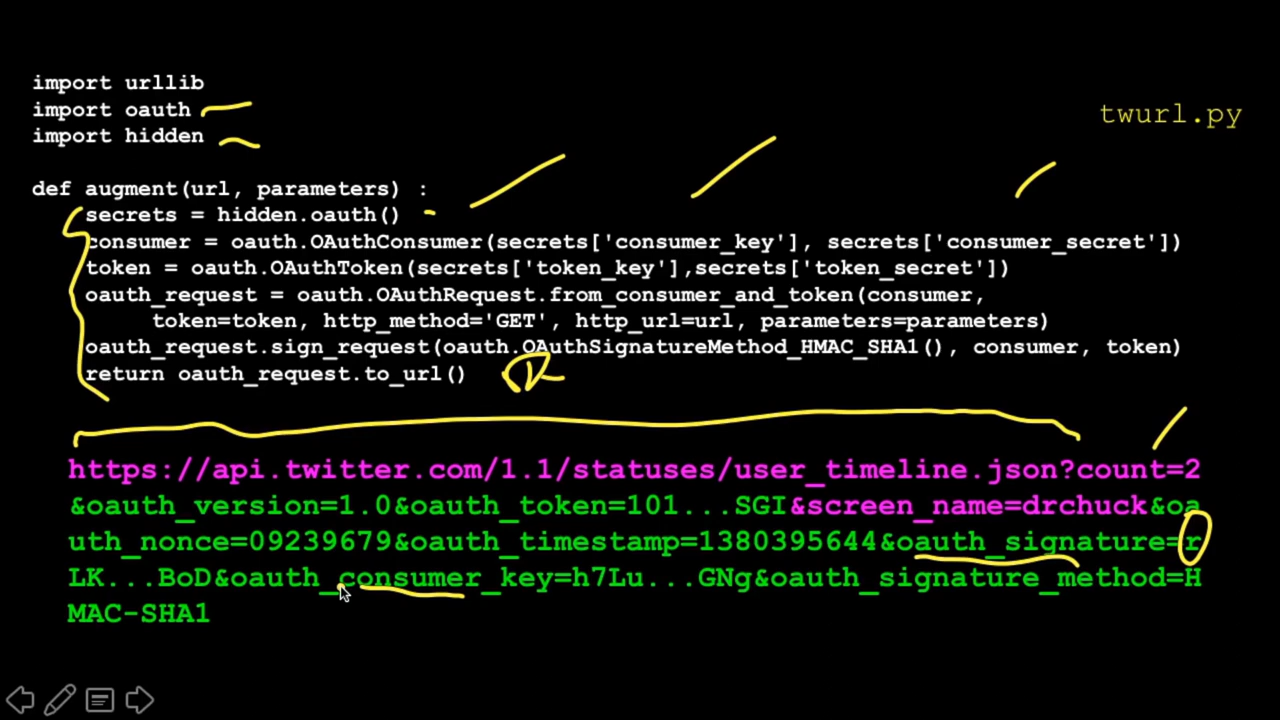 import urllib
import oauth
import hidden
twurl.py
def augment(url, parameters) :
secrets = hidden.oauth()
consumer = oauth.OAuthConsumer(secrets['consumer_key'], secrets['consumer_secret'])
token = oauth.OAuthToken(secrets['token_key'],secrets['token_secret'])
oauth_request = oauth.OAuthRequest.from_consumer_and_token(consumer,
token=token, http_method='GET', http_url=url, parameters=parameters)
oauth_request.sign_request(oauth.OAuthSignatureMethod_HMAC_SHA1(), consumer, token)
return oauth_request.to_url()
https://api.twitter.com/1.1/statuses/user_timeline.json?count=2
&oauth_version=1.0&oauth_token=101...SGI&screen_name=drchuck&oa
uth_nonce=09239679&oauth_timestamp=1380395644&oauth_signature=r
LK...BoD&oauth_consumer_key=h7Lu...GNg&oauth_signature_method=H
MAC-SHA1